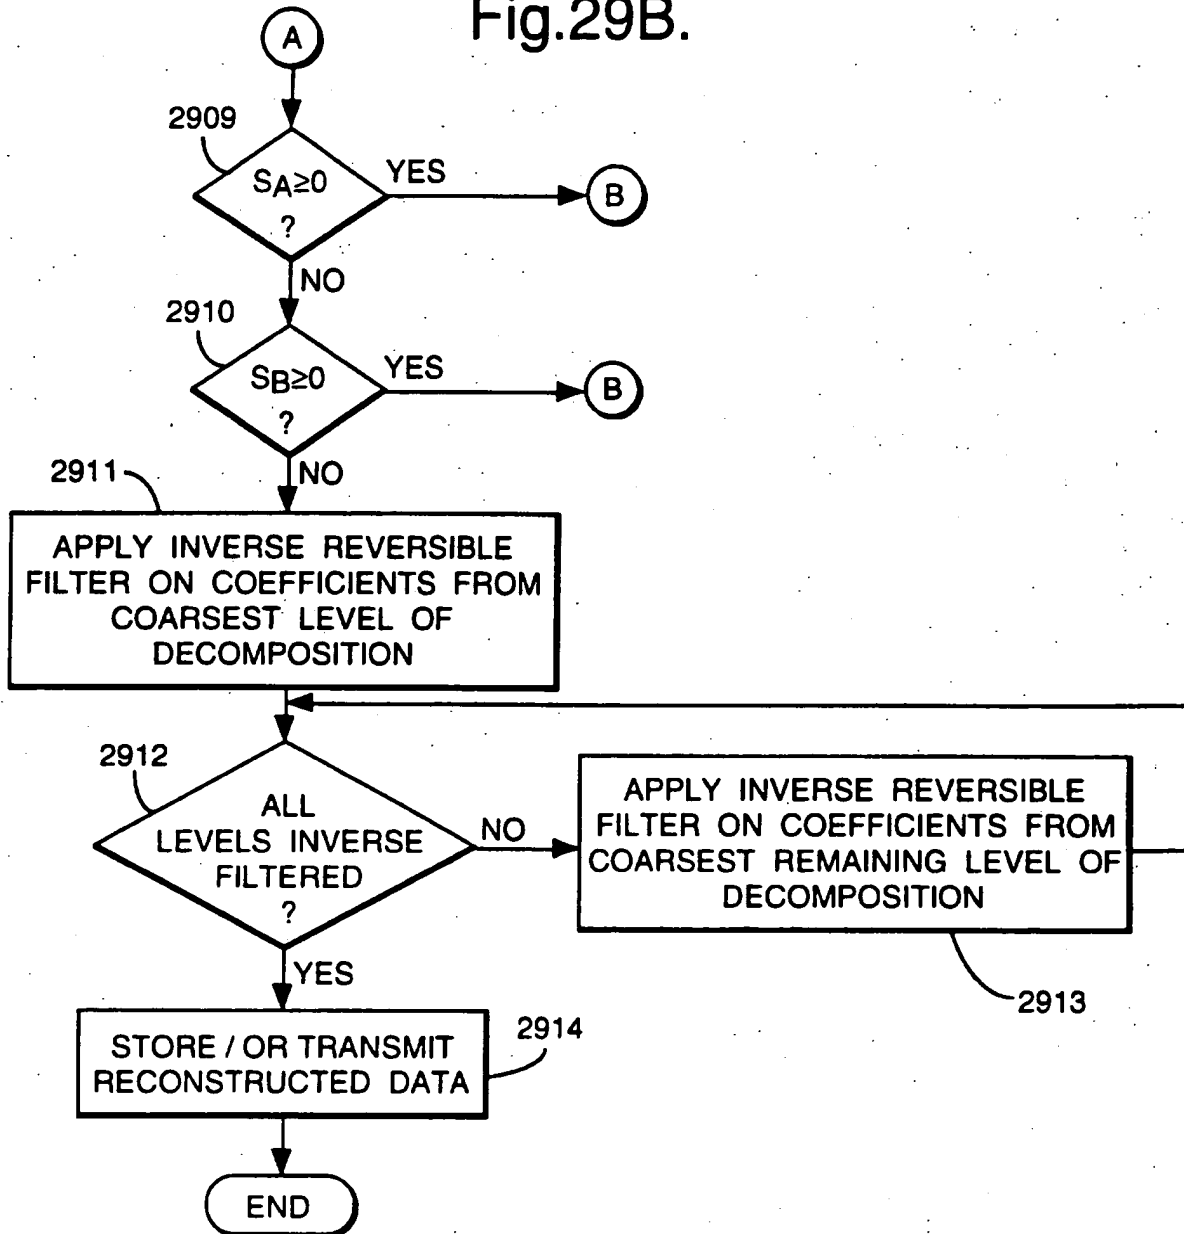 Fig.29B.
A
2909
SA≥0
?
YES
B
NO
2910
SB≥0
?
YES
B
NO
2911
APPLY INVERSE REVERSIBLE
FILTER ON COEFFICIENTS FROM
COARSEST LEVEL OF
DECOMPOSITION
2912
ALL
LEVELS INVERSE
FILTERED
?
NO
APPLY INVERSE REVERSIBLE
FILTER ON COEFFICIENTS FROM
COARSEST REMAINING LEVEL OF
DECOMPOSITION
2913
YES
STORE / OR TRANSMIT
RECONSTRUCTED DATA
2914
END